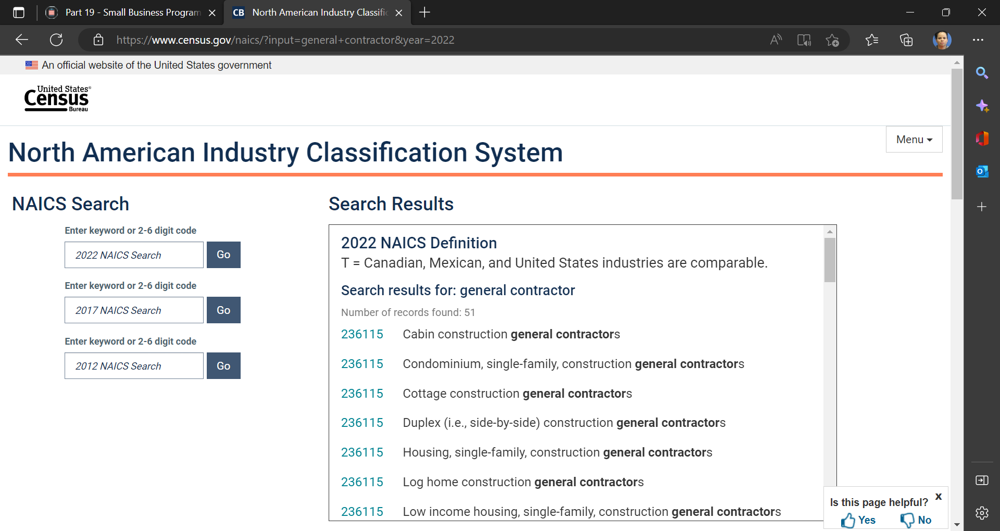 Part 19 - Small Business Program
North American Industry Classific
https://www.census.gov/naics/?input=general+contractor&year=2022
An official website of the United States government
United States®
Census
Bureau
Menu
North American Industry Classification System
NAICS Search
Enter keyword or 2-6 digit code
2022 NAICS Search
Go
Enter keyword or 2-6 digit code
2017 NAICS Search
Go
Enter keyword or 2-6 digit code
2012 NAICS Search
Go
Search Results
2022 NAICS Definition
T = Canadian, Mexican, and United States industries are comparable.
Search results for: general contractor
Number of records found: 51
236115 Cabin construction general contractors
236115 Condominium, single-family, construction general contractors
236115 Cottage construction general contractors
236115 Duplex (i.e., side-by-side) construction general contractors
236115 Housing, single-family, construction general contractors
236115 Log home construction general contractors
236115 Low income housing, single-family, construction general contractors
Is this page helpful? x
Yes No